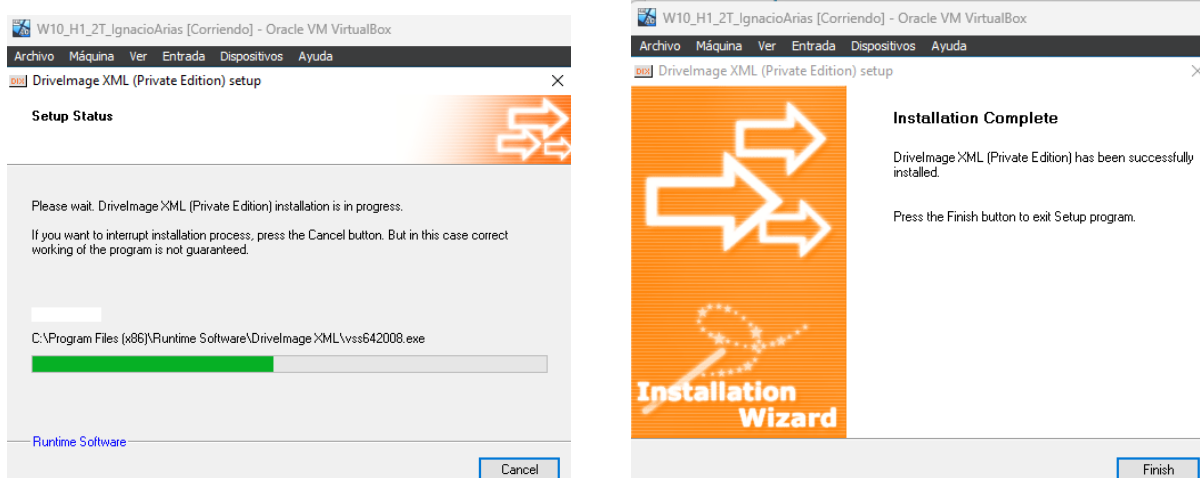 W10_H1_2T_IgnacioArias [Corriendo] - Oracle VM VirtualBox
Archivo Máquina Ver Entrada Dispositivos Ayuda
DIX DriveImage XML (Private Edition) setup
Setup Status
Please wait. DriveImage XML (Private Edition) installation is in progress.
If you want to interrupt installation process, press the Cancel button. But in this case correct
working of the program is not guaranteed.
C:\Program Files (x86)\Runtime Software\DriveImage XML\vss642008.exe
Runtime Software
Cancel
W10_H1_2T_IgnacioArias [Corriendo] - Oracle VM VirtualBox
Archivo Máquina Ver Entrada Dispositivos Ayuda
DIX DriveImage XML (Private Edition) setup
Installation Complete
DriveImage XML (Private Edition) has been successfully
installed.
Press the Finish button to exit Setup program.
Installation
Wizard
Finish